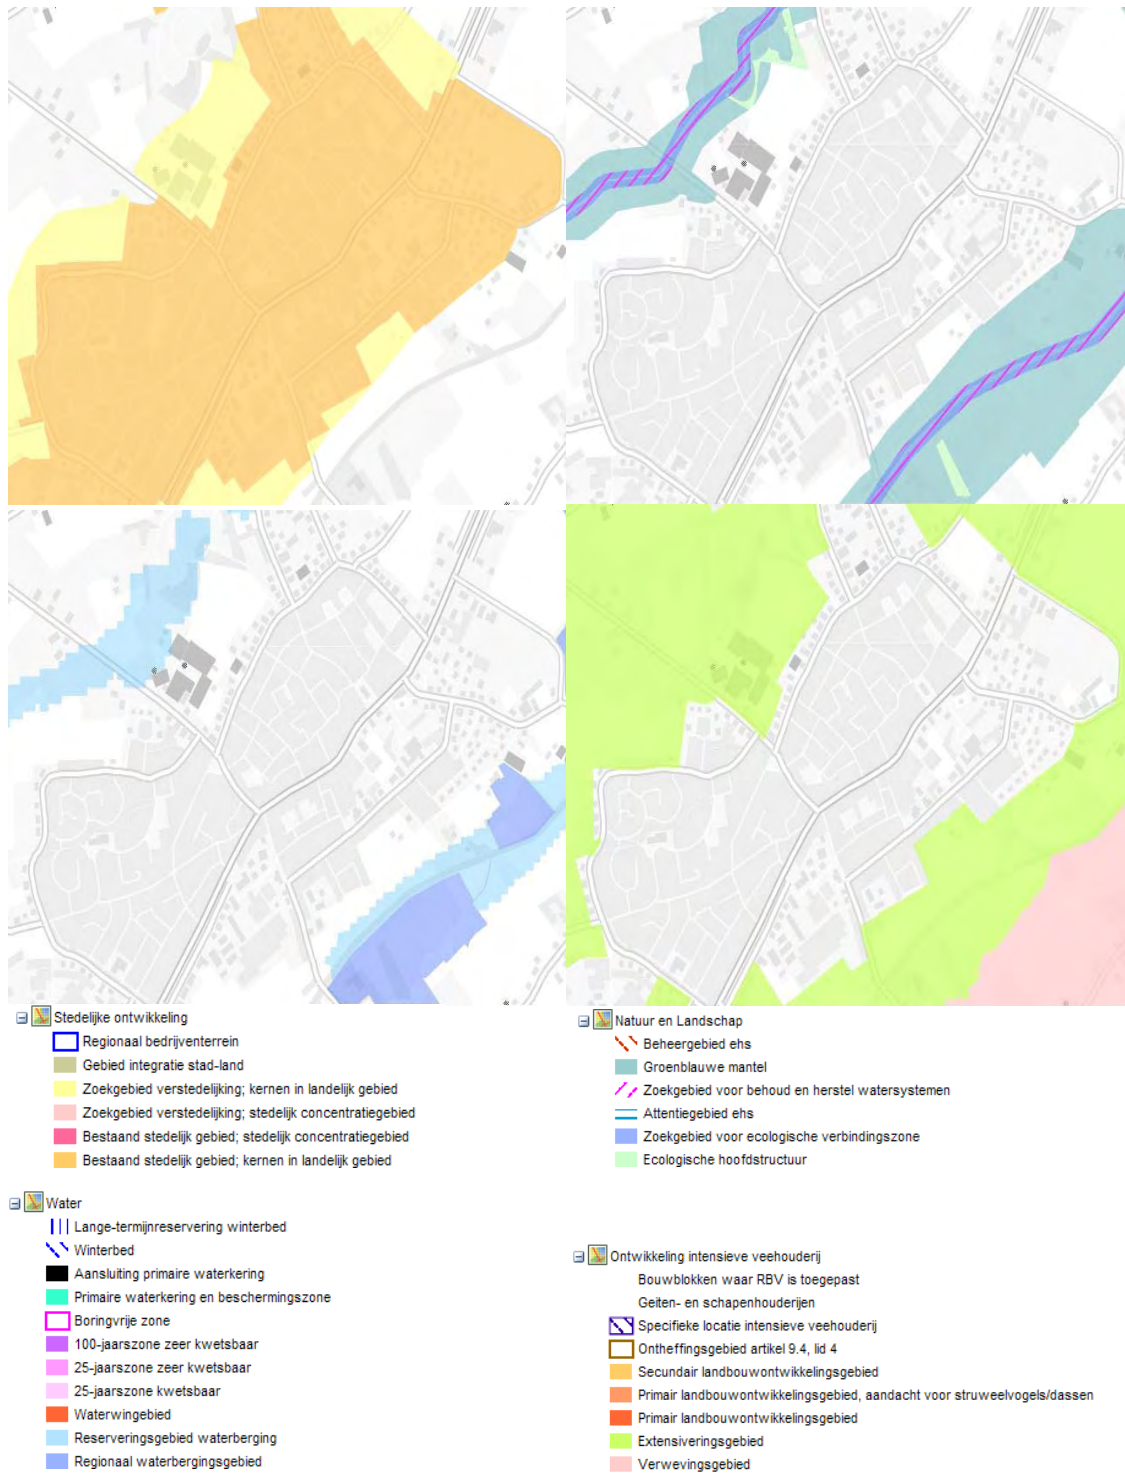 Stedelijke ontwikkeling
Regionaal bedrijventerrein
Gebied integratie stad-land
Zoekgebied verstedelijking; kernen in landelijk gebied
Zoekgebied verstedelijking; stedelijk concentratiegebied
Bestaand stedelijk gebied; stedelijk concentratiegebied
Bestaand stedelijk gebied; kernen in landelijk gebied
Natuur en Landschap
Beheergebied ehs
Groenblauwe mantel
Zoekgebied voor behoud en herstel watersystemen
Attentiegebied ehs
Zoekgebied voor ecologische verbindingszone
Ecologische hoofdstructuur
Water
Lange-termijnreservering winterbed
Winterbed
Aansluiting primaire waterkering
Primaire waterkering en beschermingszone
Boringvrije zone
100-jaarszone zeer kwetsbaar
25-jaarszone zeer kwetsbaar
25-jaarszone kwetsbaar
Waterwingebied
Reserveringsgebied waterberging
Regionaal waterbergingsgebied
Ontwikkeling intensieve veehouderij
Bouwblokken waar RBV is toegepast
Geiten- en schapenhouderijen
Specifieke locatie intensieve veehouderij
Ontheffingsgebied artikel 9.4, lid 4
Secundair landbouwontwikkelingsgebied
Primair landbouwontwikkelingsgebied, aandacht voor struweelvogels/dassen
Primair landbouwontwikkelingsgebied
Extensiveringsgebied
Verwevingsgebied